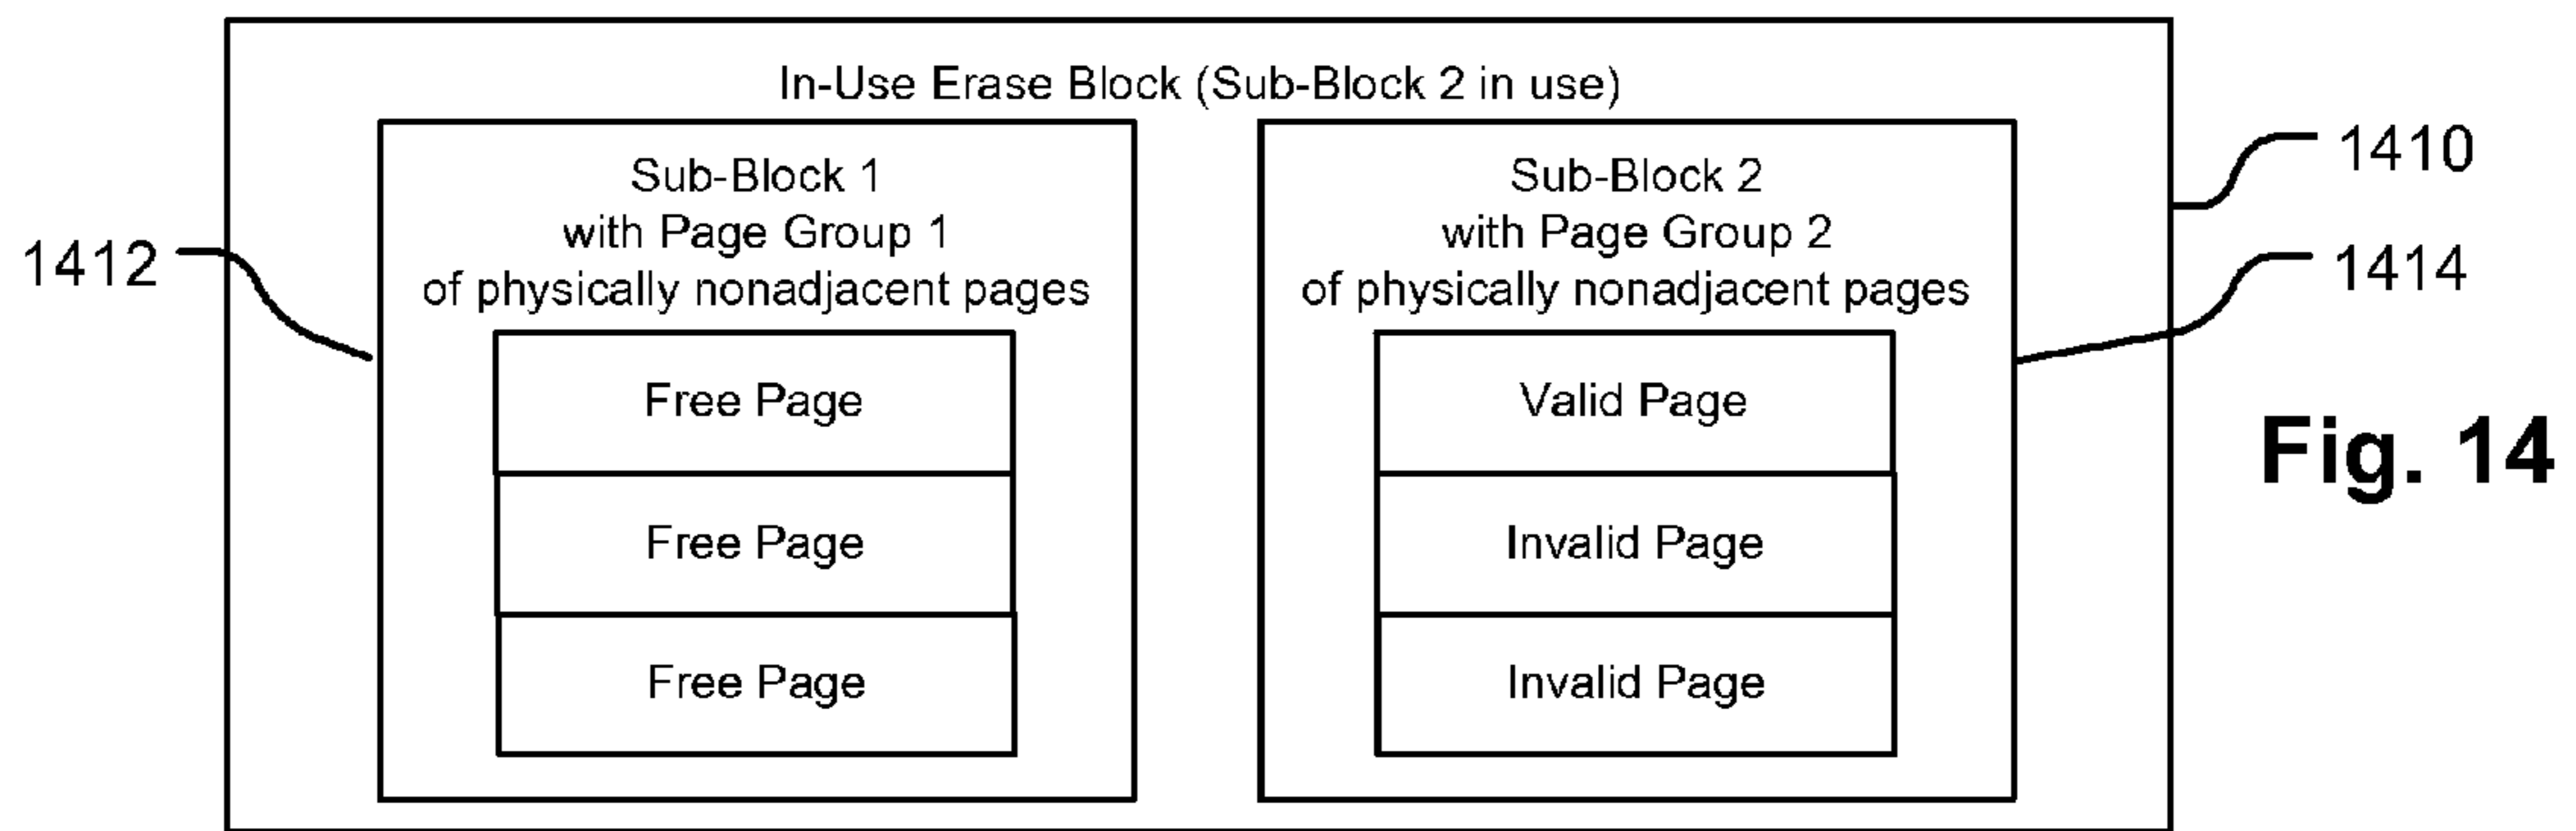 In-Use Erase Block (Sub-Block 2 in use)
1410
1412
1414
Sub-Block 1
with Page Group 1
of physically nonadjacent pages
Free Page
Free Page
Free Page
Sub-Block 2
with Page Group 2
of physically nonadjacent pages
Valid Page
Invalid Page
Invalid Page
Fig. 14